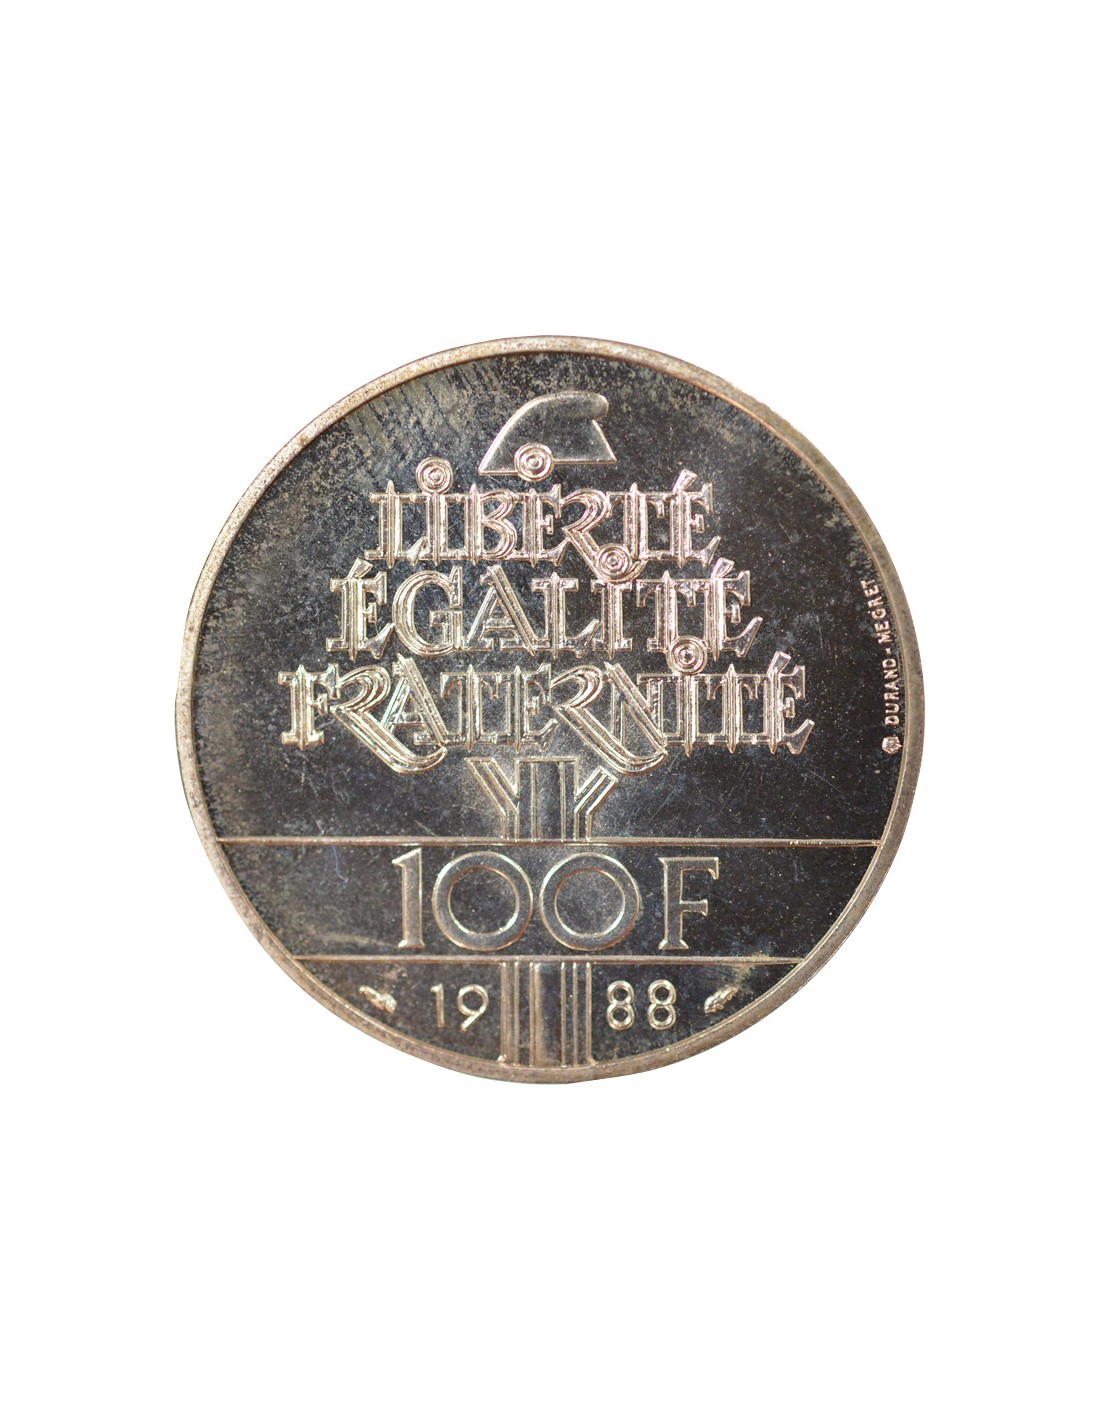 LIBERTÉ
ÉGALITÉ
FRATERNITÉ
DURAND-MEGRET
100F
19 88